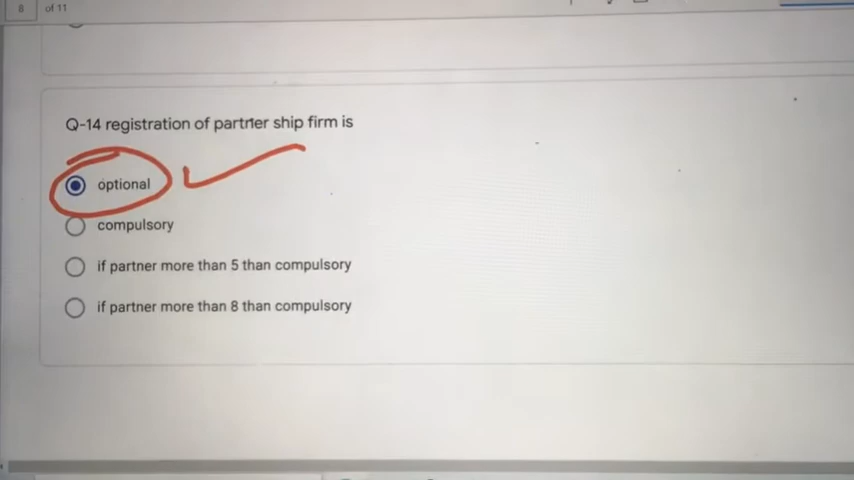 8 of 11
Q-14 registration of partner ship firm is
optional
compulsory
if partner more than 5 than compulsory
if partner more than 8 than compulsory